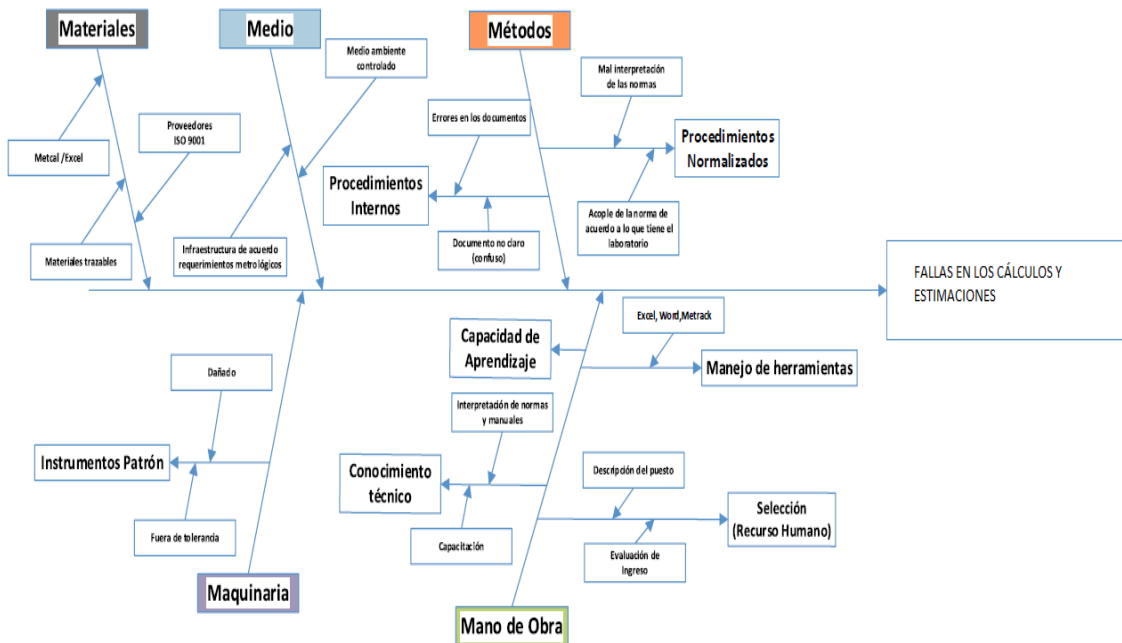 Materiales
Medio
Métodos
Medio ambiente
controlado
Mal interpretación
de las normas
Proveedores
ISO 9001
Errores en los documentos
Procedimientos
Normalizados
Metcal /Excel
Procedimientos
Internos
Materiales trazables
Infraestructura de acuerdo
requerimientos metrológicos
Documento no claro
(confuso)
Acople de la norma de
acuerdo a lo que tiene el
laboratorio
FALLAS EN LOS CÁLCULOS Y
ESTIMACIONES
Excel, Word,Metrack
Capacidad de
Aprendizaje
Manejo de herramientas
Dañado
Interpretación de normas
y manuales
Instrumentos Patrón
Conocimiento
técnico
Descripción del puesto
Selección
(Recurso Humano)
Fuera de tolerancia
Capacitación
Evaluación de
Ingreso
Maquinaria
Mano de Obra